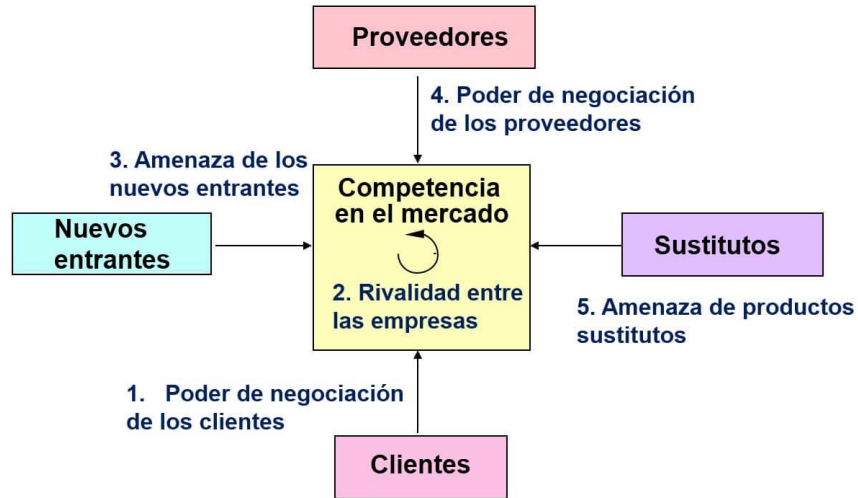 Proveedores
4. Poder de negociación
de los proveedores
3. Amenaza de los
nuevos entrantes
Competencia
en el mercado
Nuevos
entrantes
Sustitutos
2. Rivalidad entre
las empresas
5. Amenaza de productos
sustitutos
1. Poder de negociación
de los clientes
Clientes